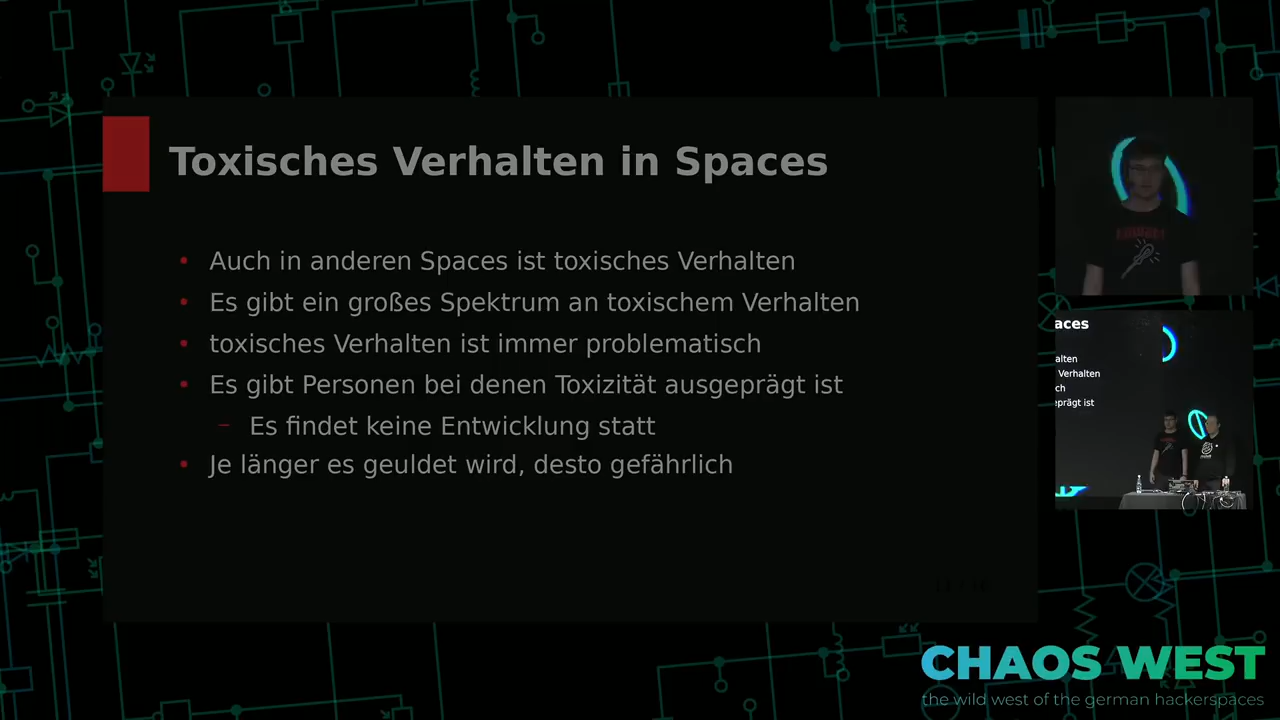 Toxisches Verhalten in Spaces
• Auch in anderen Spaces ist toxisches Verhalten
• Es gibt ein großes Spektrum an toxischem Verhalten
• toxisches Verhalten ist immer problematisch
• Es gibt Personen bei denen Toxizität ausgeprägt ist
– Es findet keine Entwicklung statt
• Je länger es geuldet wird, desto gefährlich
aces
alten
Verhalten
ch
eprägt ist
CHAOS WEST
the wild west of the german hackerspaces